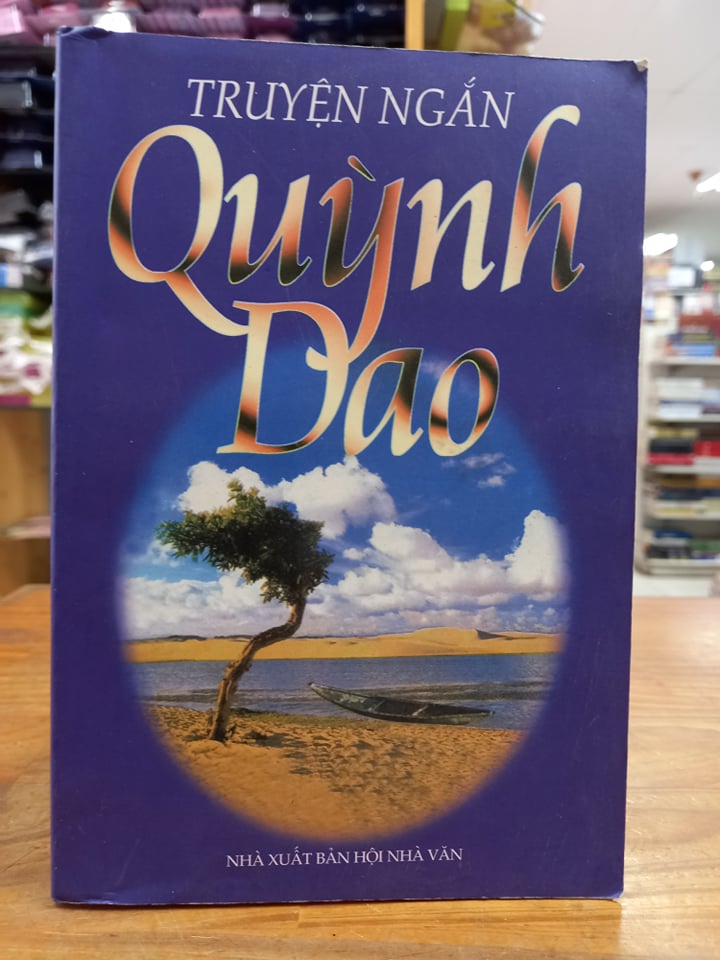 TRUYỆN NGẮN
Quỳnh
Dao
NHÀ XUẤT BẢN HỘI NHÀ VĂN